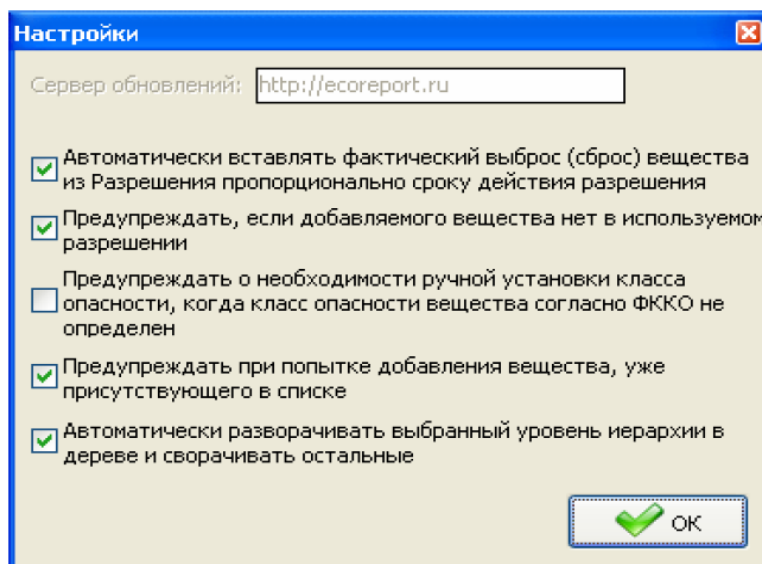 Настройки
Сервер обновлений: http://ecoreport.ru
Автоматически вставлять фактический выброс (сброс) вещества
из Разрешения пропорционально сроку действия разрешения
Предупреждать, если добавляемого вещества нет в используемом
разрешении
Предупреждать о необходимости ручной установки класса
опасности, когда класс опасности вещества согласно ФККО не
определен
Предупреждать при попытке добавления вещества, уже
присутствующего в списке
Автоматически разворачивать выбранный уровень иерархии в
дереве и сворачивать остальные
ОК